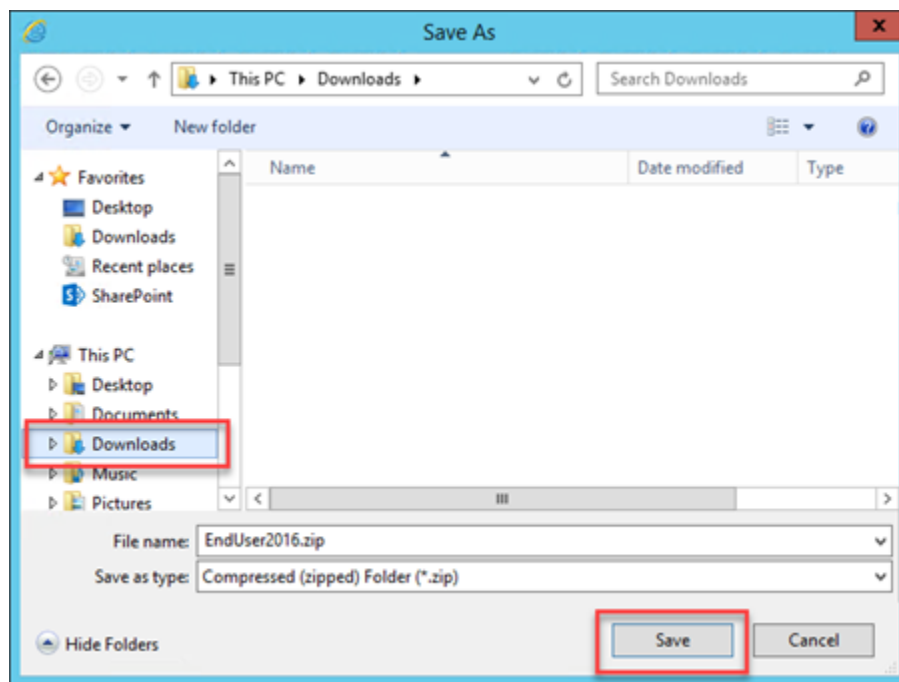 Save As
This PC Downloads
Search Downloads
Organize
New folder
Name
Date modified
Type
Favorites
Desktop
Downloads
Recent places
SharePoint
This PC
Desktop
Documents
Downloads
Music
Pictures
File name: EndUser2016.zip
Save as type: Compressed (zipped) Folder (*.zip)
Hide Folders
Save
Cancel